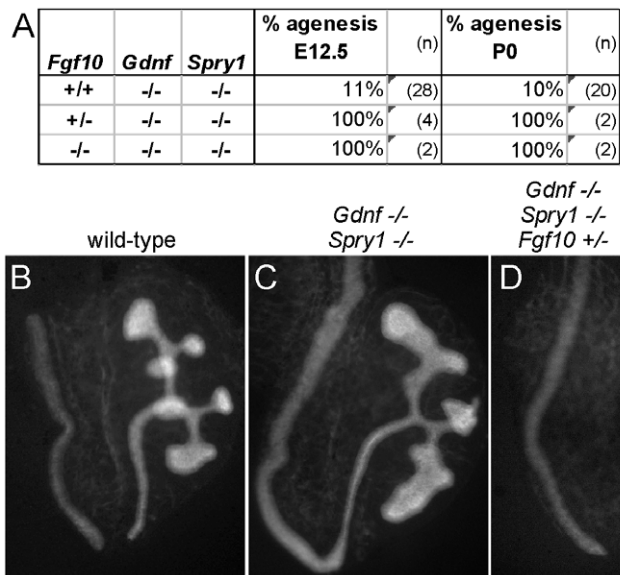 A
% agenesis % agenesis
E12.5 (n) P0 (n)
Fgf10 Gdnf Spry1
+/+ -/- -/- 11% (28) 10% (20)
+/- -/- -/- 100% (4) 100% (2)
-/- -/- -/- 100% (2) 100% (2)
wild-type
Gdnf -/-
Spry1 -/-
Gdnf -/-
Spry1 -/-
Fgf10 +/-
B C D